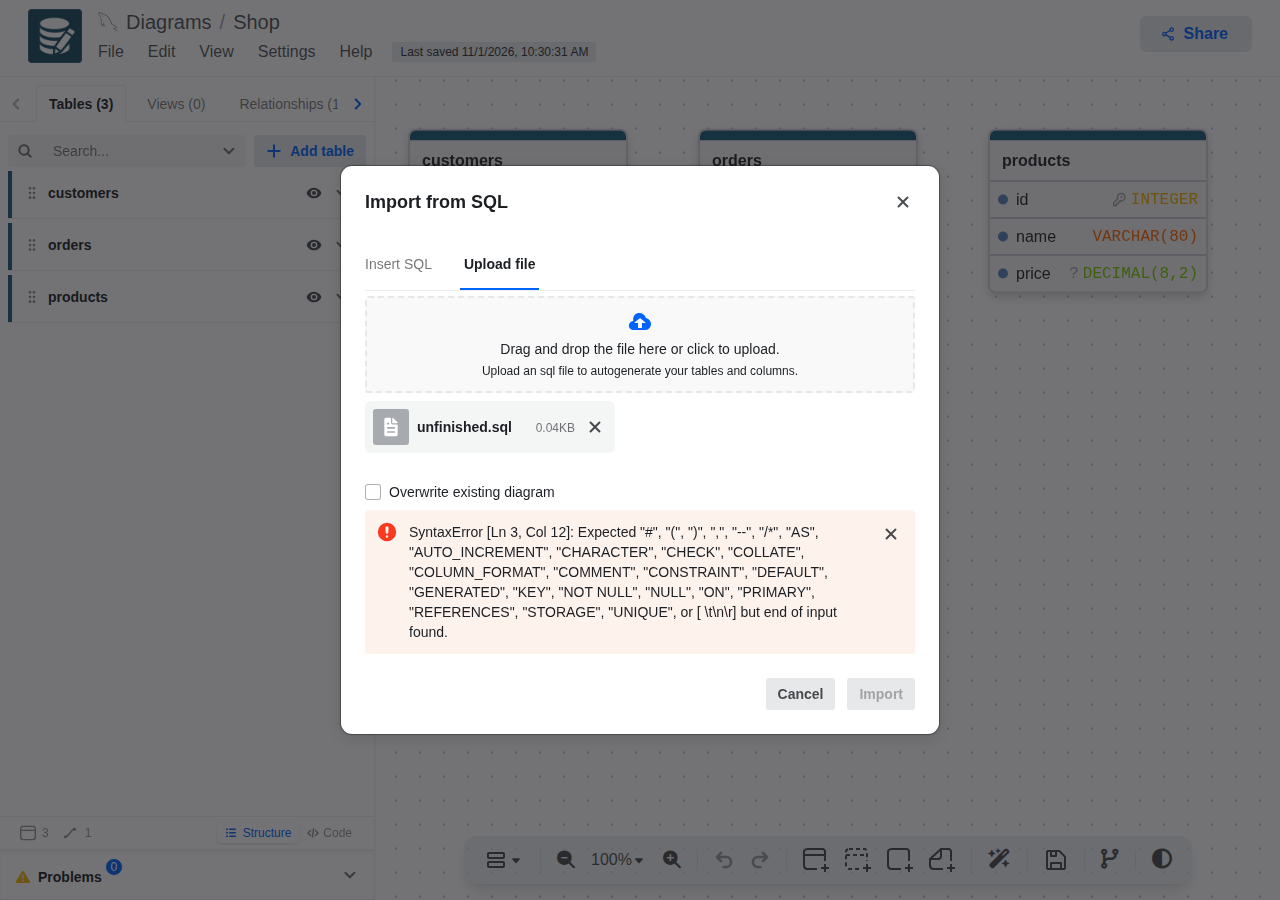 Diagrams / Shop
File Edit View Settings Help Last saved 11/1/2026, 10:30:31 AM
Share
Tables (3) Views (0) Relationships (1
Search... Add table
customers
orders
products
3 1 Structure Code
Problems 0
customers
orders
products
id INTEGER
name VARCHAR(80)
price ? DECIMAL(8,2)
Import from SQL
Insert SQL Upload file
Drag and drop the file here or click to upload.
Upload an sql file to autogenerate your tables and columns.
unfinished.sql 0.04KB
Overwrite existing diagram
SyntaxError [Ln 3, Col 12]: Expected "#", "(", ")", ",", "--", "/*", "AS",
"AUTO_INCREMENT", "CHARACTER", "CHECK", "COLLATE",
"COLUMN_FORMAT", "COMMENT", "CONSTRAINT", "DEFAULT",
"GENERATED", "KEY", "NOT NULL", "NULL", "ON", "PRIMARY",
"REFERENCES", "STORAGE", "UNIQUE", or [ \t\n\r] but end of input
found.
Cancel Import
100%